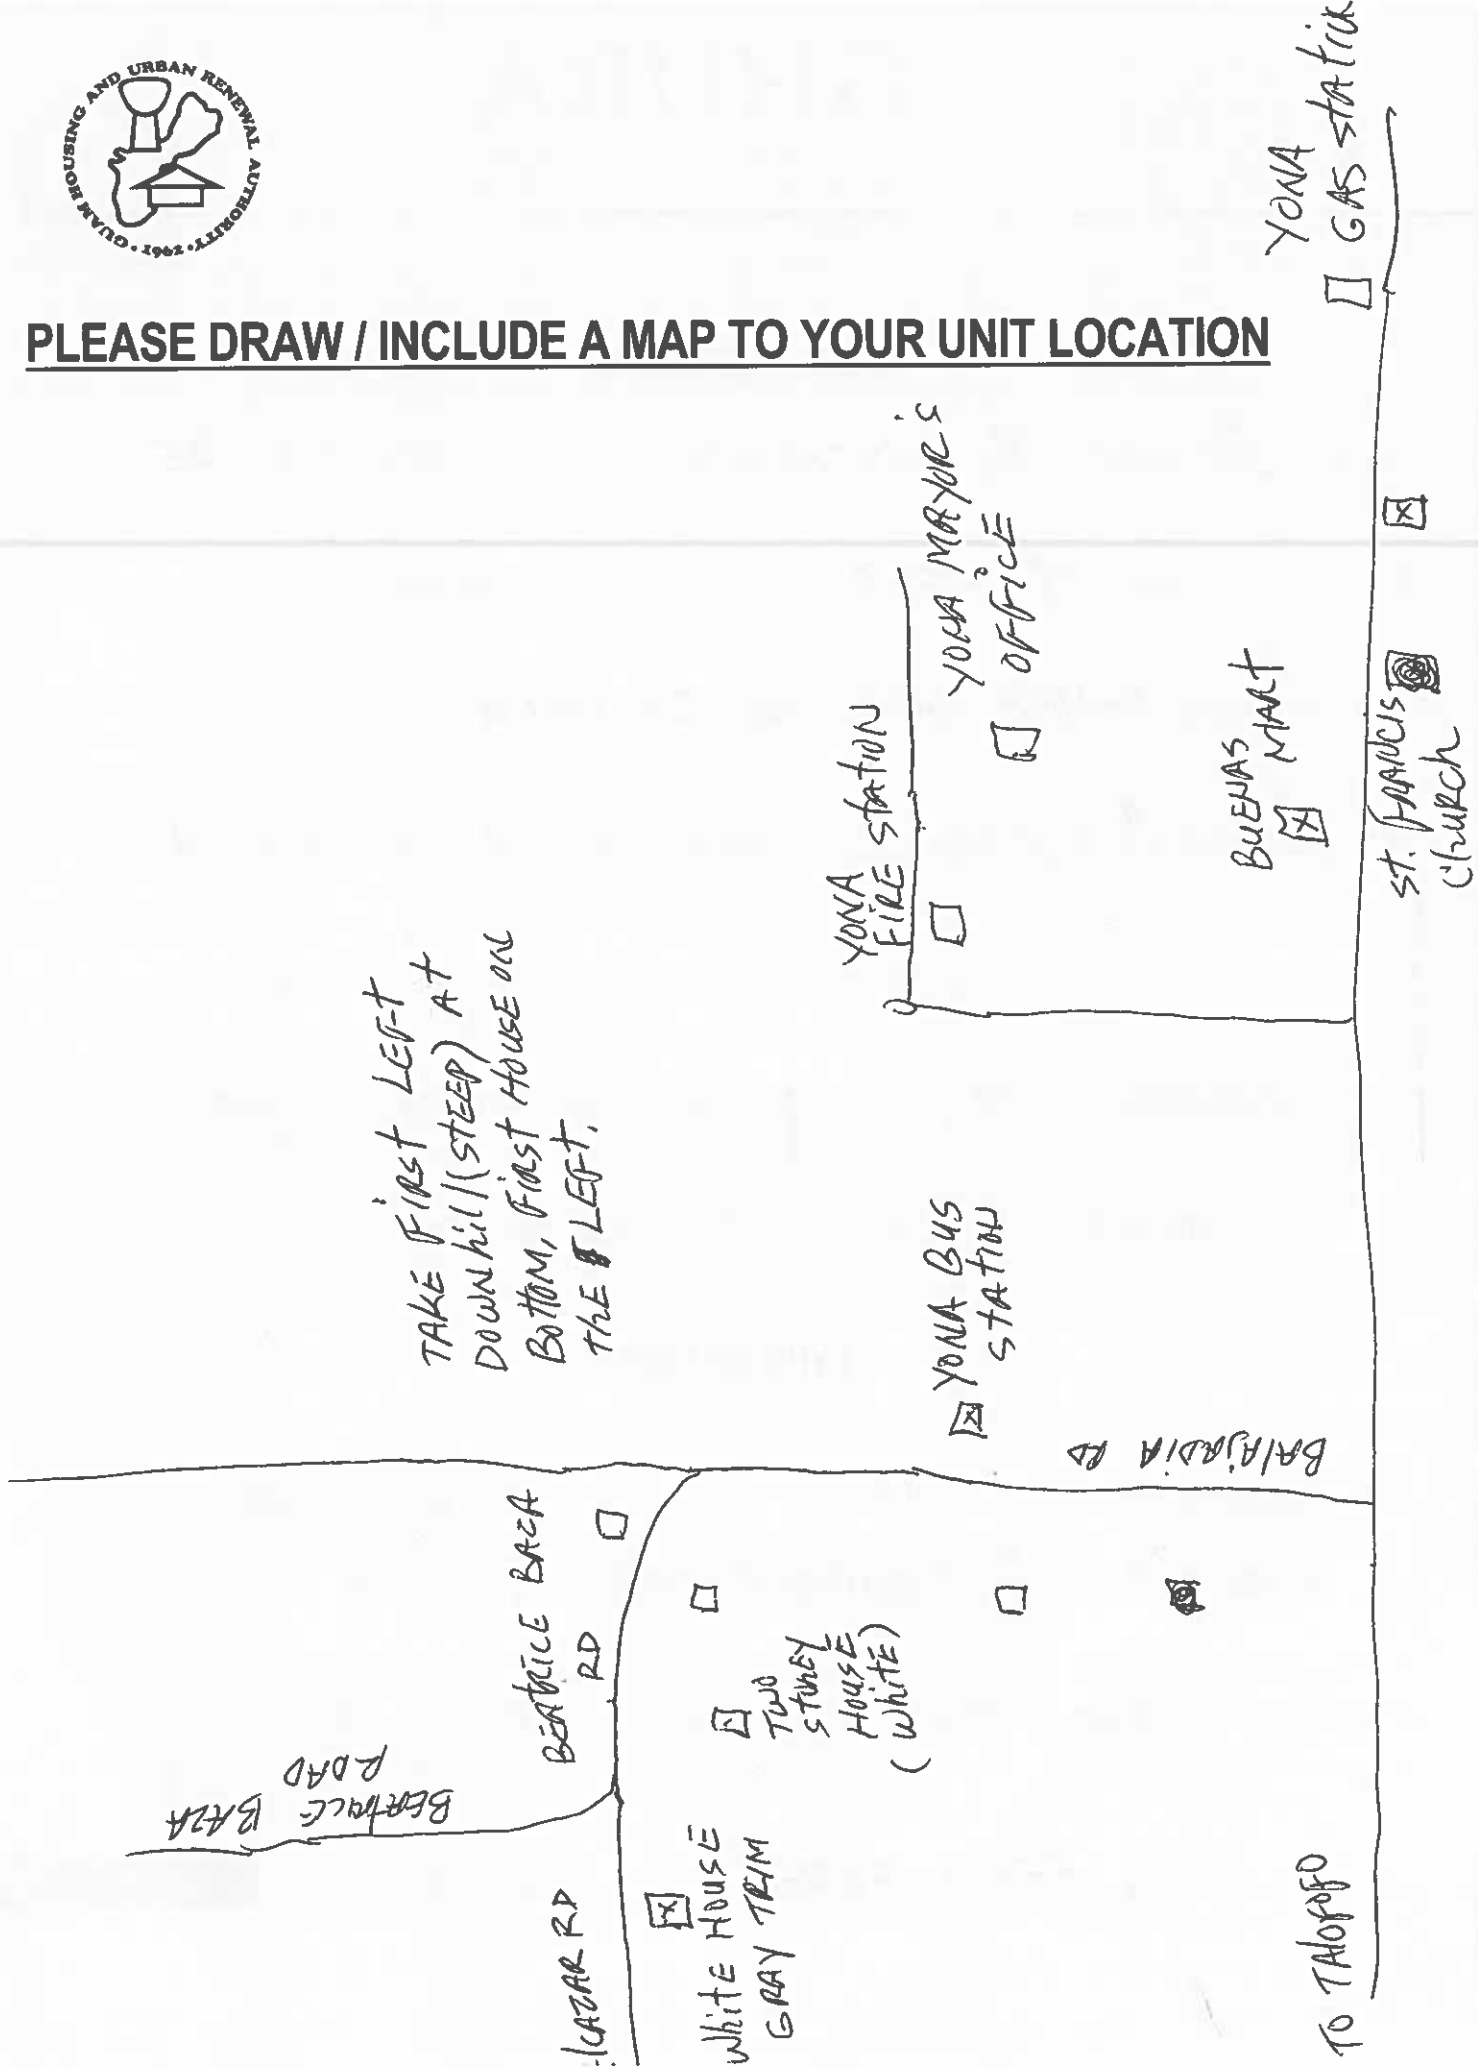 GUAM HOUSING AND URBAN RENEWAL AUTHORITY
• 1962 •
PLEASE DRAW / INCLUDE A MAP TO YOUR UNIT LOCATION
YONA
GAS STATION
YONA MAYOR'S
OFFICE
YONA
FIRE STATION
BUENAS
MART
ST. FRANCIS
Church
TAKE FIRST LEFT
DOWNhill (STEEP) AT
BOTTOM, FIRST HOUSE ON
ThE LEFT.
YONA BUS
STATION
BALAJADIA RD
BEATRICE BAZA
RD
BEATRICE BAZA
ROAD
TWO
STOREY
HOUSE
(WhitE)
WhitE HOUSE
GRAY TRIM
RD
TO TALOFOFO